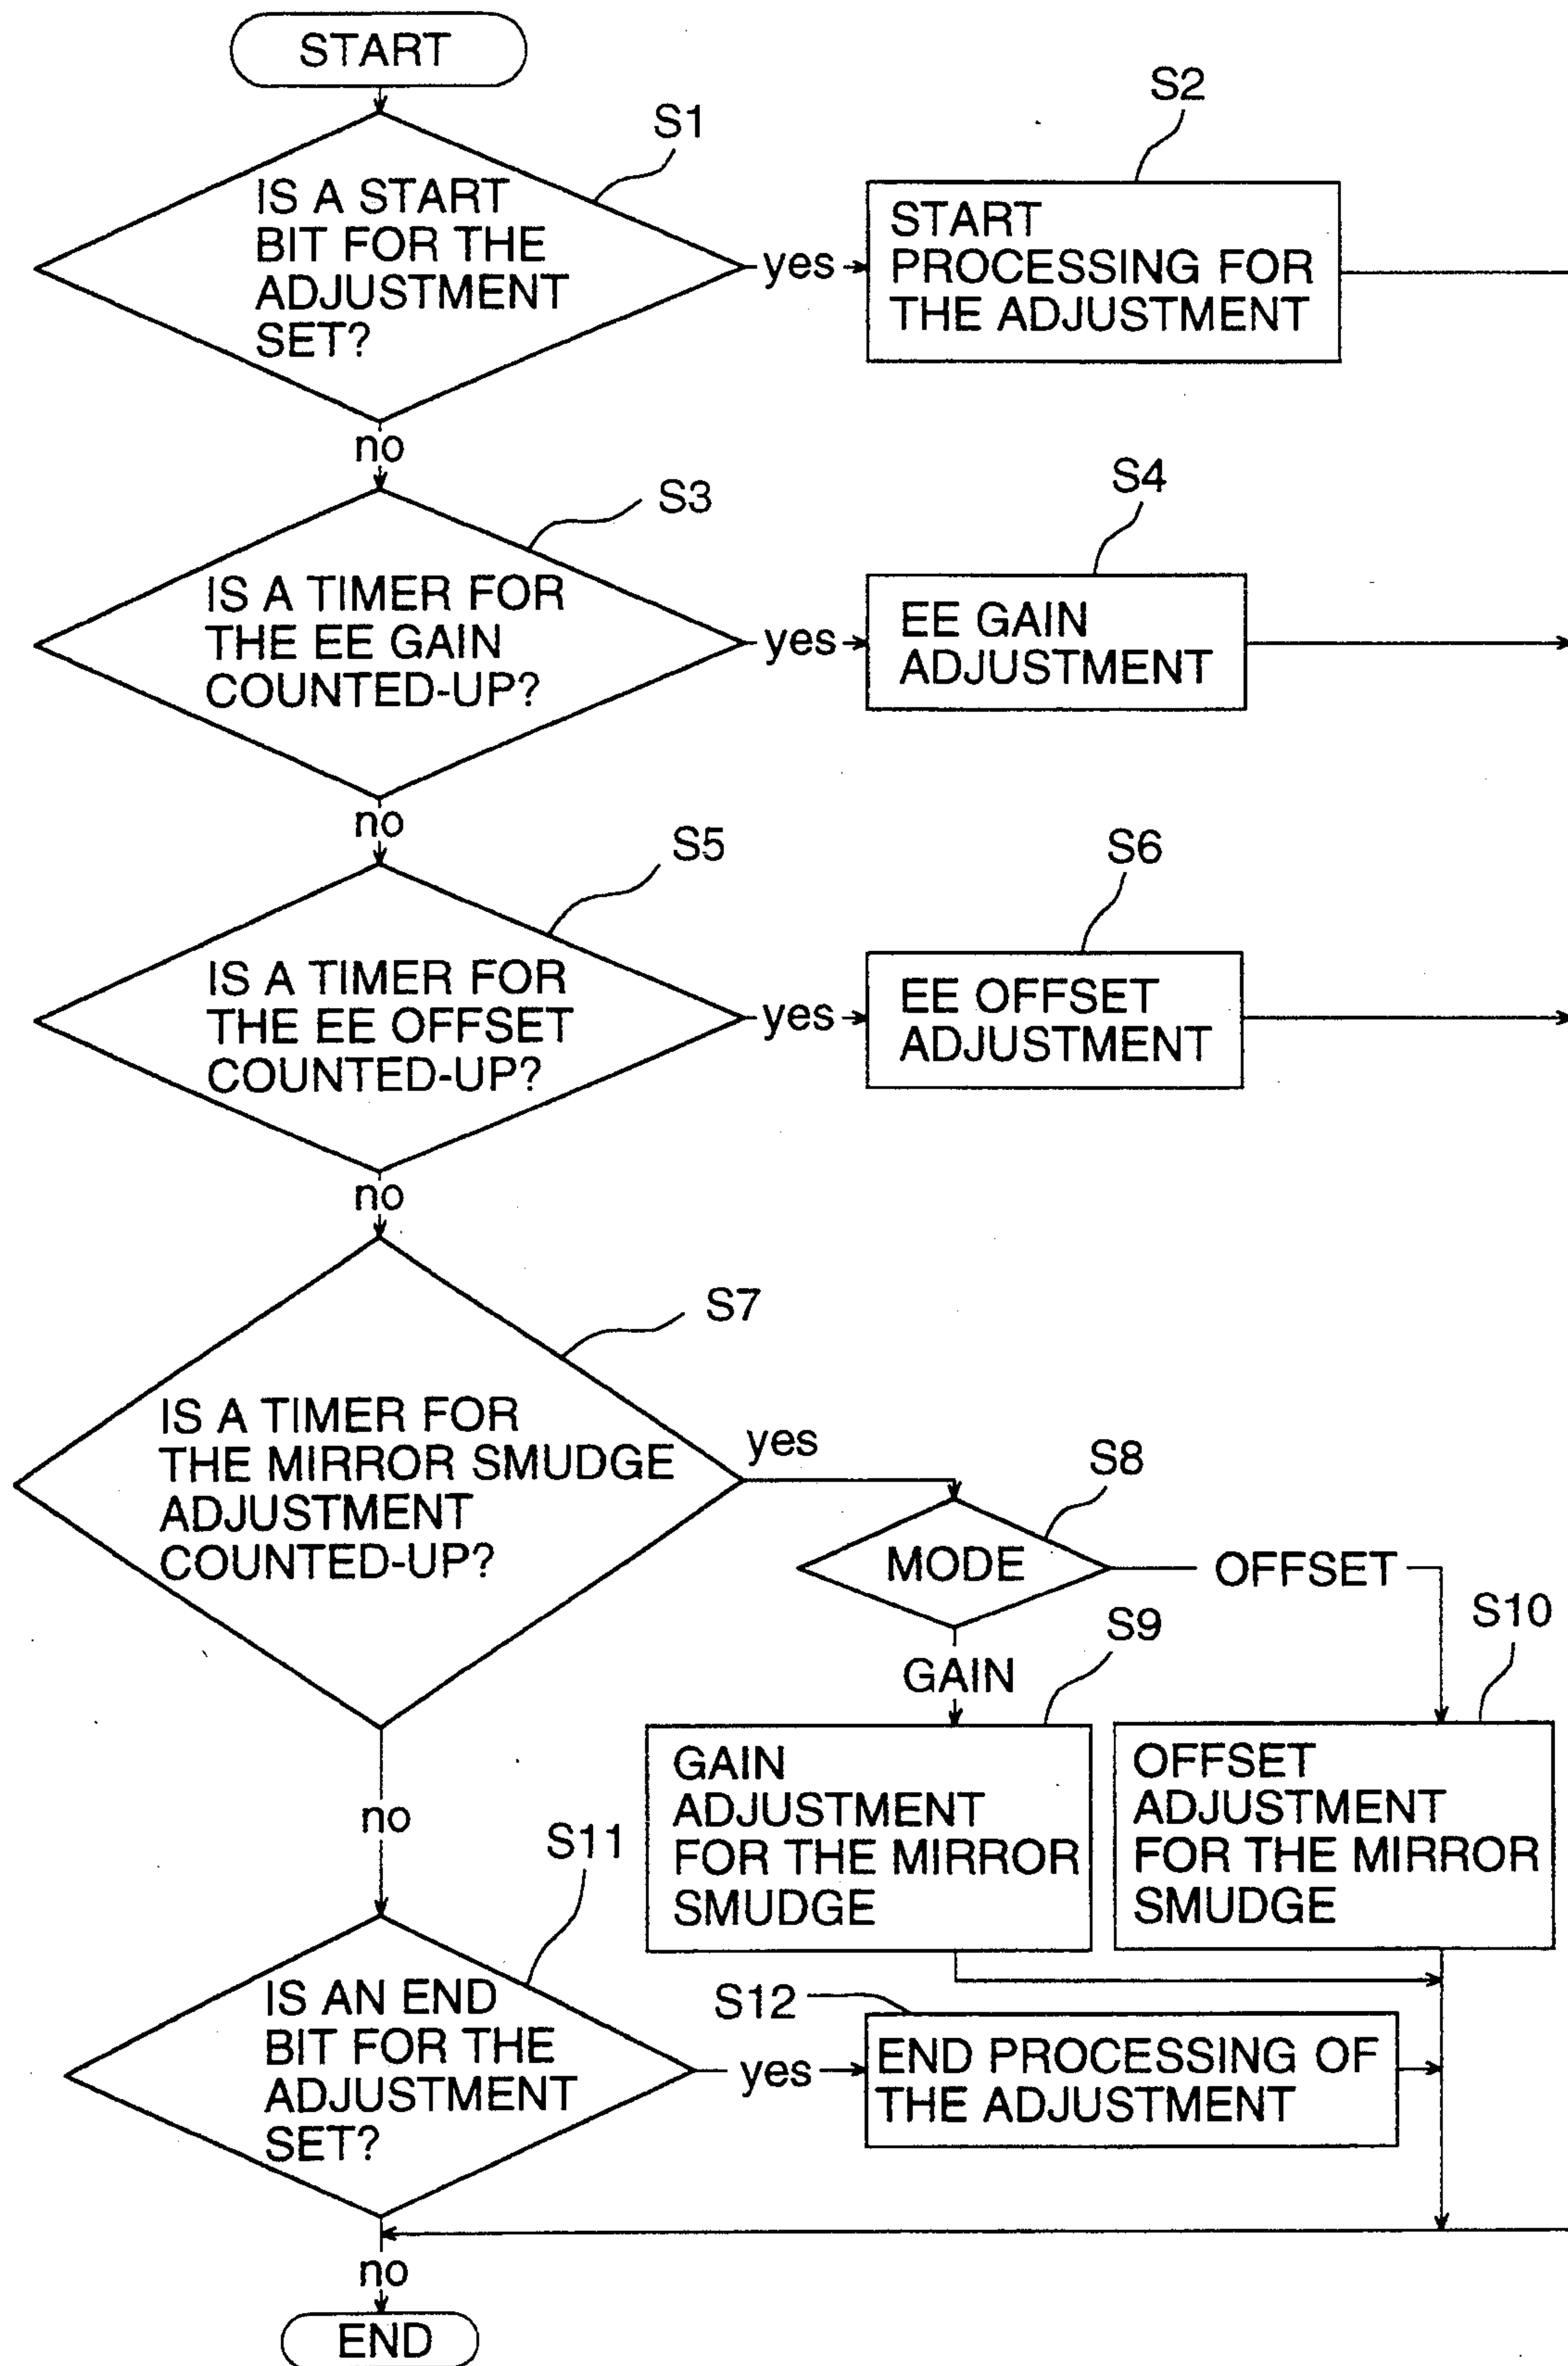 START
S1
IS A START
BIT FOR THE
ADJUSTMENT
SET?
yes
S2
START
PROCESSING FOR
THE ADJUSTMENT
no
S3
IS A TIMER FOR
THE EE GAIN
COUNTED-UP?
yes
S4
EE GAIN
ADJUSTMENT
no
S5
IS A TIMER FOR
THE EE OFFSET
COUNTED-UP?
yes
S6
EE OFFSET
ADJUSTMENT
no
S7
IS A TIMER FOR
THE MIRROR SMUDGE
ADJUSTMENT
COUNTED-UP?
yes
S8
MODE
OFFSET
GAIN
S9
GAIN
ADJUSTMENT
FOR THE MIRROR
SMUDGE
S10
OFFSET
ADJUSTMENT
FOR THE MIRROR
SMUDGE
no
S11
IS AN END
BIT FOR THE
ADJUSTMENT
SET?
yes
S12
END PROCESSING OF
THE ADJUSTMENT
no
END